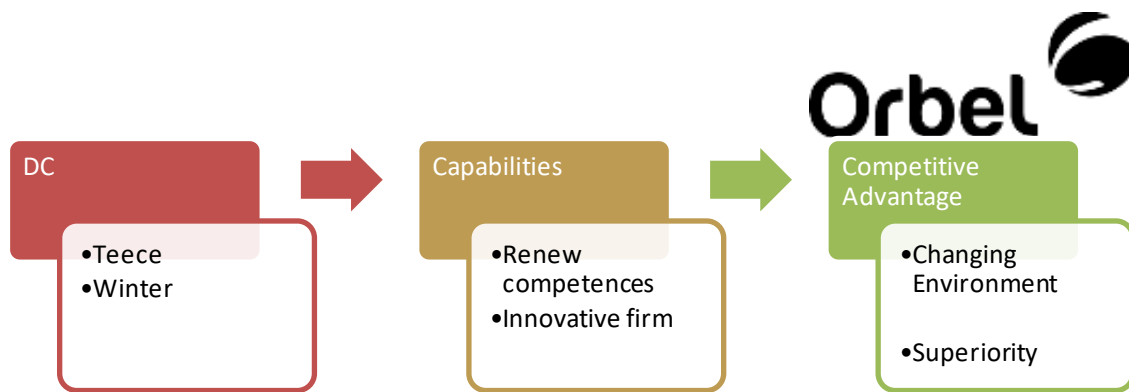 Orbel
DC
•Teece
•Winter
Capabilities
•Renew
competences
•Innovative firm
Competitive
Advantage
•Changing
Environment
•Superiority